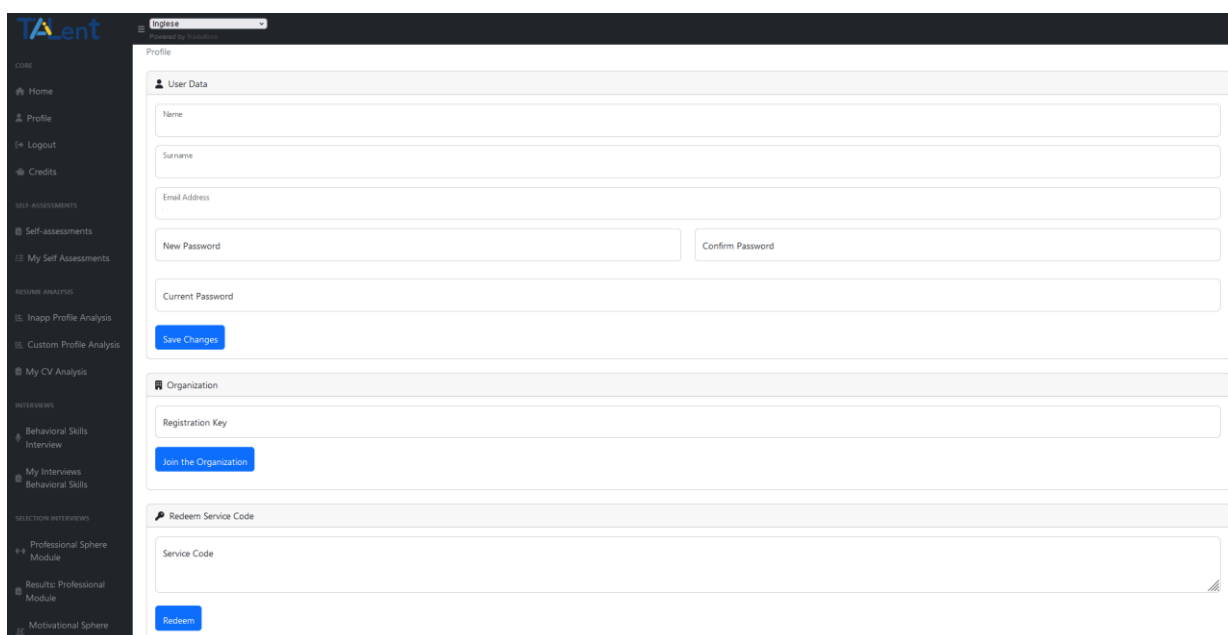 TALent
Inglese
Powered by Traduttore
CORE
Home
Profile
Logout
Credits
SELF-ASSESSMENTS
Self-assessments
My Self Assessments
RESUME ANALYSIS
Inapp Profile Analysis
Custom Profile Analysis
My CV Analysis
INTERVIEWS
Behavioral Skills
Interview
My Interviews
Behavioral Skills
SELECTION INTERVIEWS
Professional Sphere
Module
Results: Professional
Module
Motivational Sphere
Profile
User Data
Name
Surname
Email Address
New Password
Confirm Password
Current Password
Save Changes
Organization
Registration Key
Join the Organization
Redeem Service Code
Service Code
Redeem